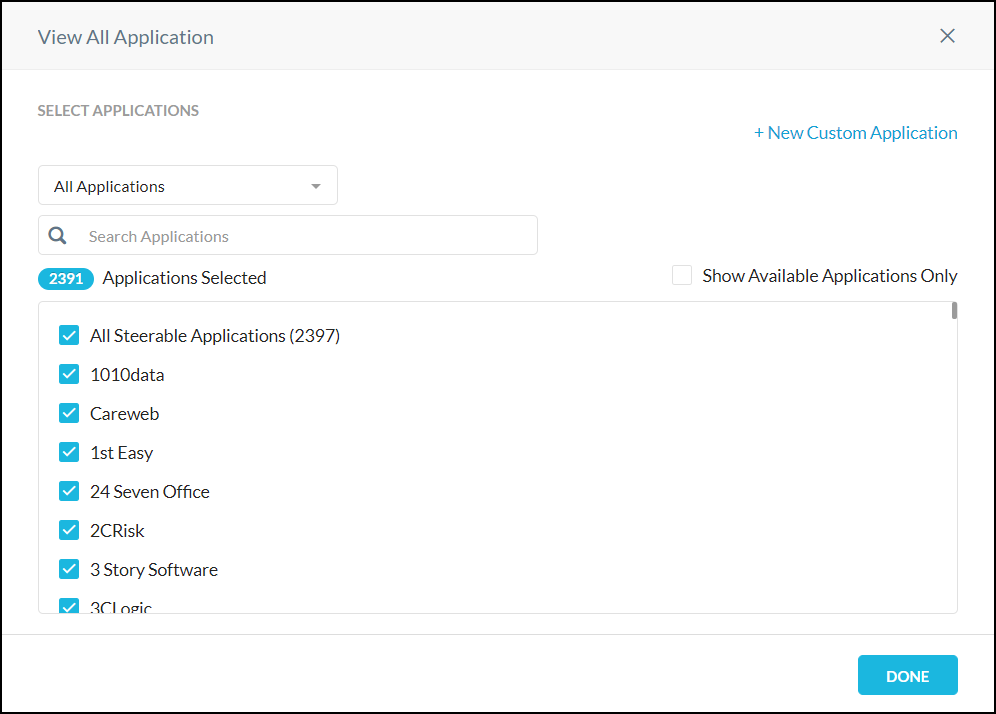 View All Application
SELECT APPLICATIONS
+ New Custom Application
All Applications
Search Applications
2391 Applications Selected
Show Available Applications Only
All Steerable Applications (2397)
1010data
Careweb
1st Easy
24 Seven Office
2CRisk
3 Story Software
3CLogic
DONE